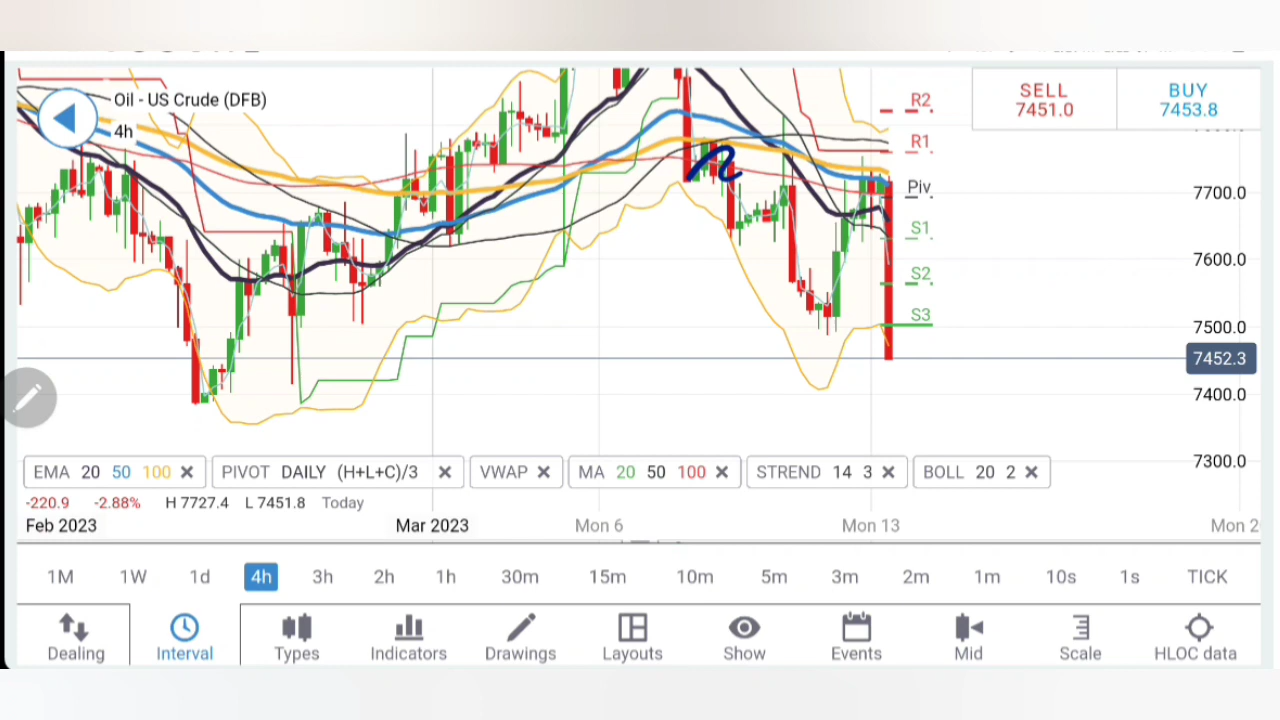 Oil - US Crude (DFB)
4h
SELL
7451.0
BUY
7453.8
R2
R1
Piv
S1
S2
S3
7700.0
7600.0
7500.0
7452.3
7400.0
7300.0
EMA 20 50 100 ✕
PIVOT DAILY (H+L+C)/3 ✕
VWAP ✕
MA 20 50 100 ✕
STREND 14 3 ✕
BOLL 20 2 ✕
-220.9 -2.88% H 7727.4 L 7451.8 Today
Feb 2023 Mar 2023 Mon 6 Mon 13 Mon 2
1M 1W 1d 4h 3h 2h 1h 30m 15m 10m 5m 3m 2m 1m 10s 1s TICK
Dealing Interval Types Indicators Drawings Layouts Show Events Mid Scale HLOC data